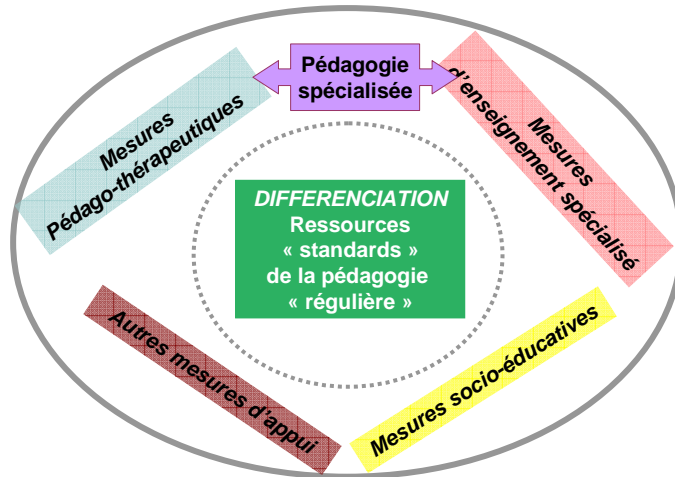 Pédagogie
spécialisée
Mesures
Pédago-thérapeutiques
Mesures
d'enseignement spécialisé
DIFFERENCIATION
Ressources
« standards »
de la pédagogie
« régulière »
Autres mesures d'appui
Mesures socio-éducatives